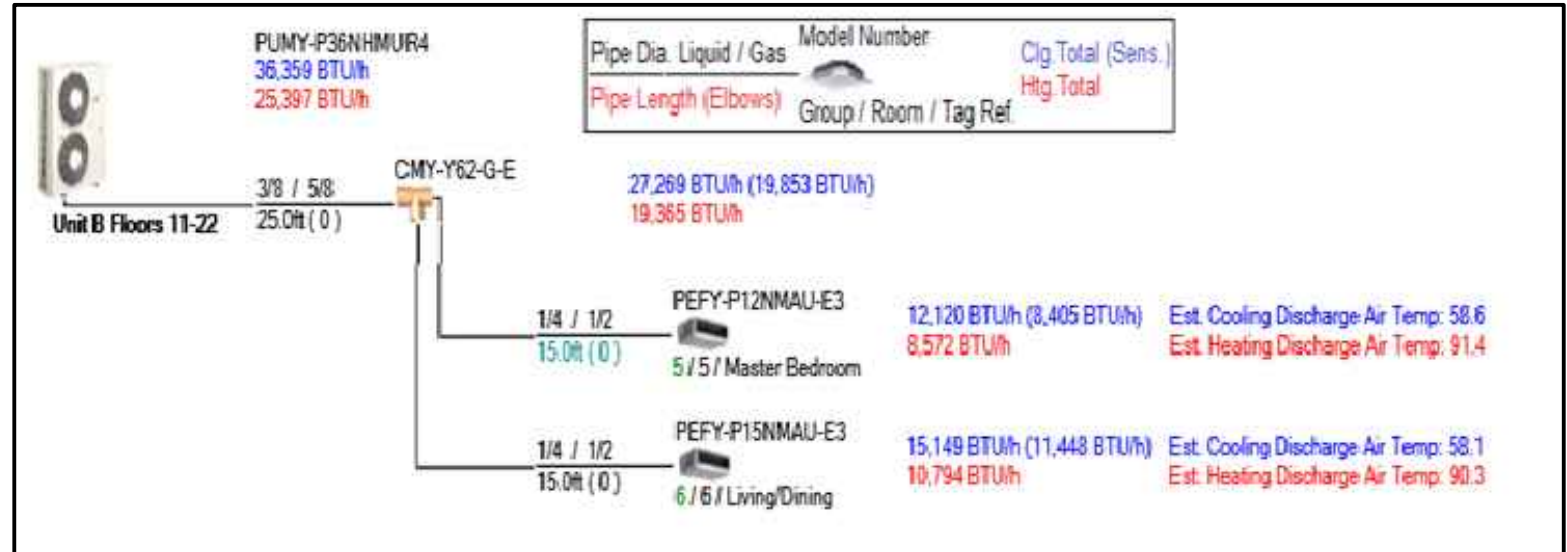 PUMY-P36NHMUR4
36,359 BTU/h
25,397 BTU/h
Pipe Dia. Liquid / Gas
Pipe Length (Elbows)
Model Number
Group / Room / Tag Ref.
Clg.Total (Sens.)
Htg.Total
3/8 / 5/8
25.0ft ( 0 )
Unit B Floors 11-22
CMY-Y62-G-E
27,269 BTU/h (19,853 BTU/h)
19,365 BTU/h
1/4 / 1/2
15.0ft ( 0 )
PEFY-P12NMAU-E3
5 / 5 / Master Bedroom
12,120 BTU/h (8,405 BTU/h)
8,572 BTU/h
Est. Cooling Discharge Air Temp: 58.6
Est. Heating Discharge Air Temp: 91.4
1/4 / 1/2
15.0ft ( 0 )
PEFY-P15NMAU-E3
6 / 6 / Living/Dining
15,149 BTU/h (11,448 BTU/h)
10,794 BTU/h
Est. Cooling Discharge Air Temp: 58.1
Est. Heating Discharge Air Temp: 90.3